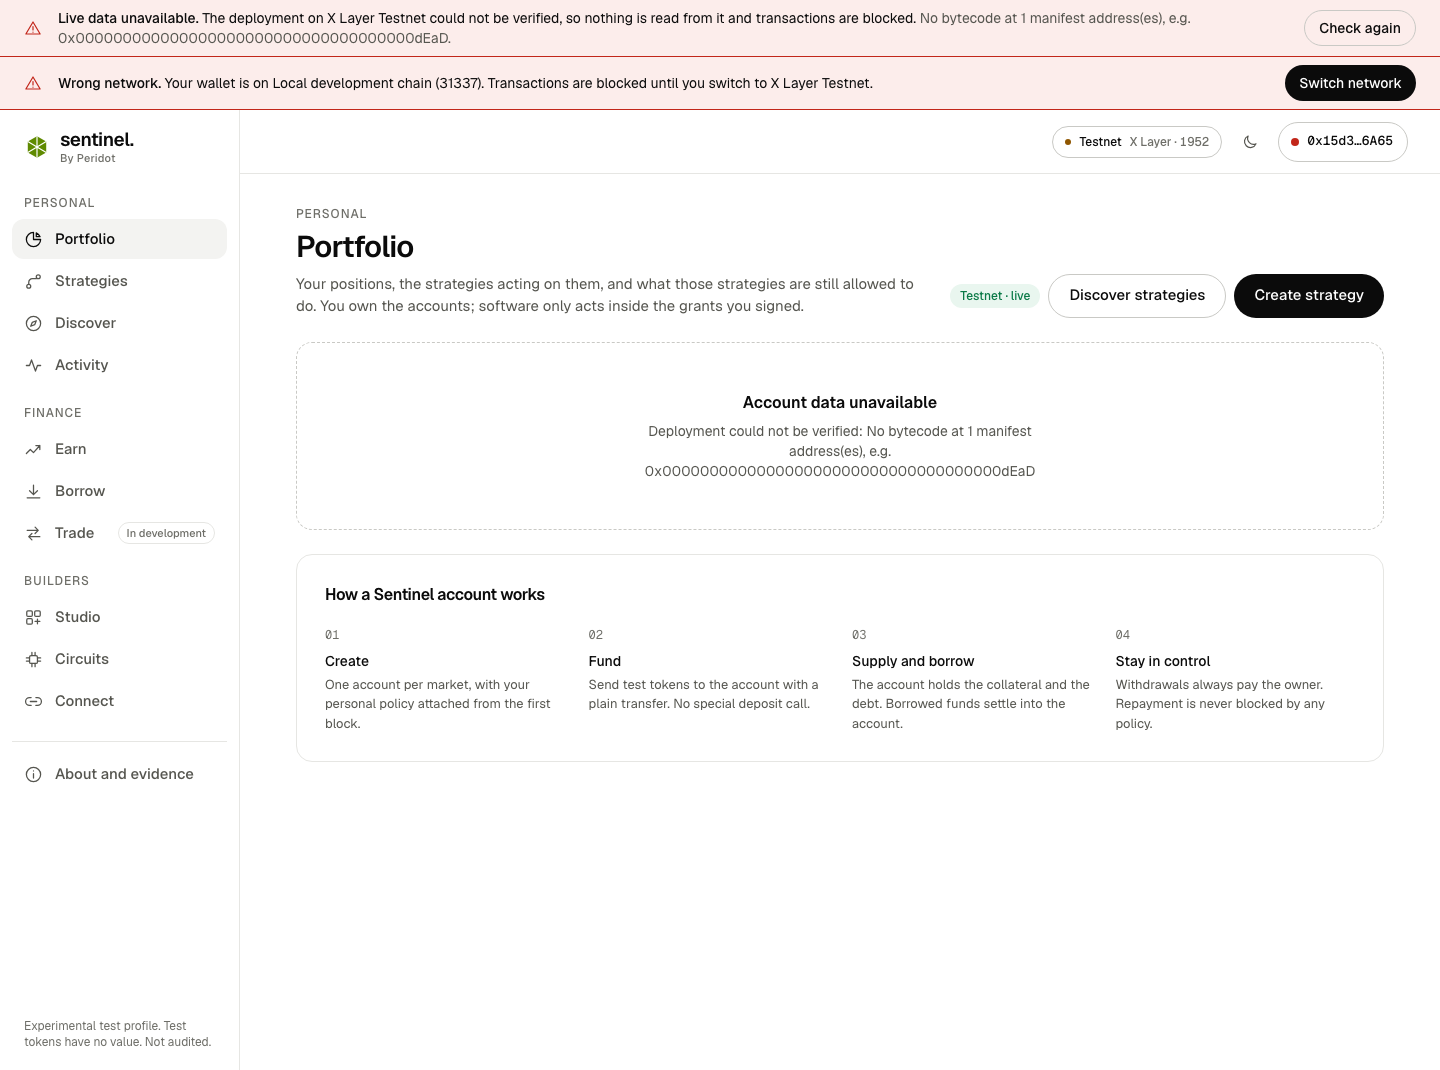 Live data unavailable. The deployment on X Layer Testnet could not be verified, so nothing is read from it and transactions are blocked. No bytecode at 1 manifest address(es), e.g.
0x000000000000000000000000000000000000dEaD.
Check again
Wrong network. Your wallet is on Local development chain (31337). Transactions are blocked until you switch to X Layer Testnet.
Switch network
sentinel.
By Peridot
Testnet X Layer · 1952
0x15d3…6A65
PERSONAL
Portfolio
Strategies
Discover
Activity
FINANCE
Earn
Borrow
Trade
In development
BUILDERS
Studio
Circuits
Connect
About and evidence
Experimental test profile. Test
tokens have no value. Not audited.
PERSONAL
Portfolio
Your positions, the strategies acting on them, and what those strategies are still allowed to
do. You own the accounts; software only acts inside the grants you signed.
Testnet · live
Discover strategies
Create strategy
Account data unavailable
Deployment could not be verified: No bytecode at 1 manifest
address(es), e.g.
0x000000000000000000000000000000000000dEaD
How a Sentinel account works
01
Create
One account per market, with your
personal policy attached from the first
block.
02
Fund
Send test tokens to the account with a
plain transfer. No special deposit call.
03
Supply and borrow
The account holds the collateral and the
debt. Borrowed funds settle into the
account.
04
Stay in control
Withdrawals always pay the owner.
Repayment is never blocked by any
policy.